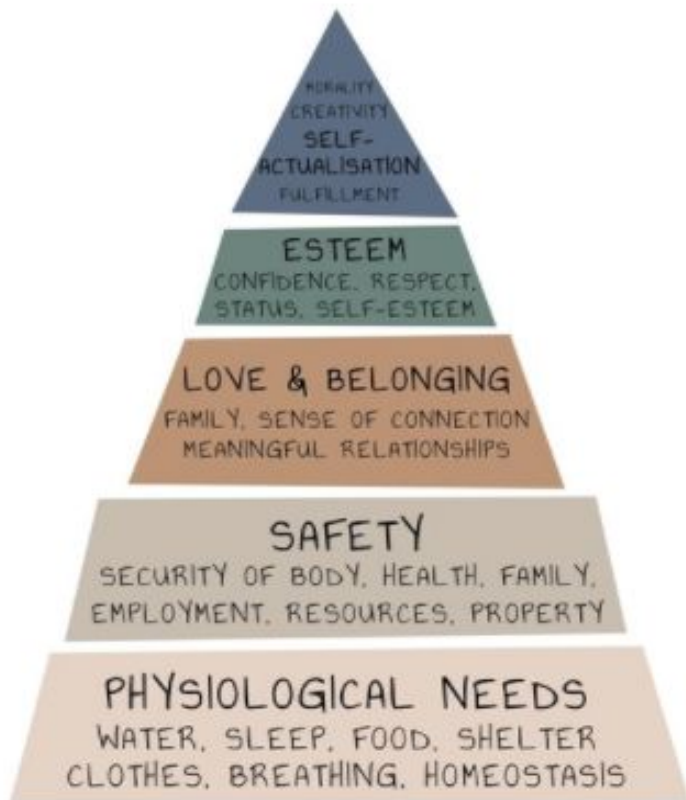 MORALITY
CREATIVITY
SELF-
ACTUALISATION
FULFILLMENT
ESTEEM
CONFIDENCE, RESPECT,
STATUS, SELF-ESTEEM
LOVE & BELONGING
FAMILY, SENSE OF CONNECTION
MEANINGFUL RELATIONSHIPS
SAFETY
SECURITY OF BODY, HEALTH, FAMILY,
EMPLOYMENT, RESOURCES, PROPERTY
PHYSIOLOGICAL NEEDS
WATER, SLEEP, FOOD, SHELTER
CLOTHES, BREATHING, HOMEOSTASIS